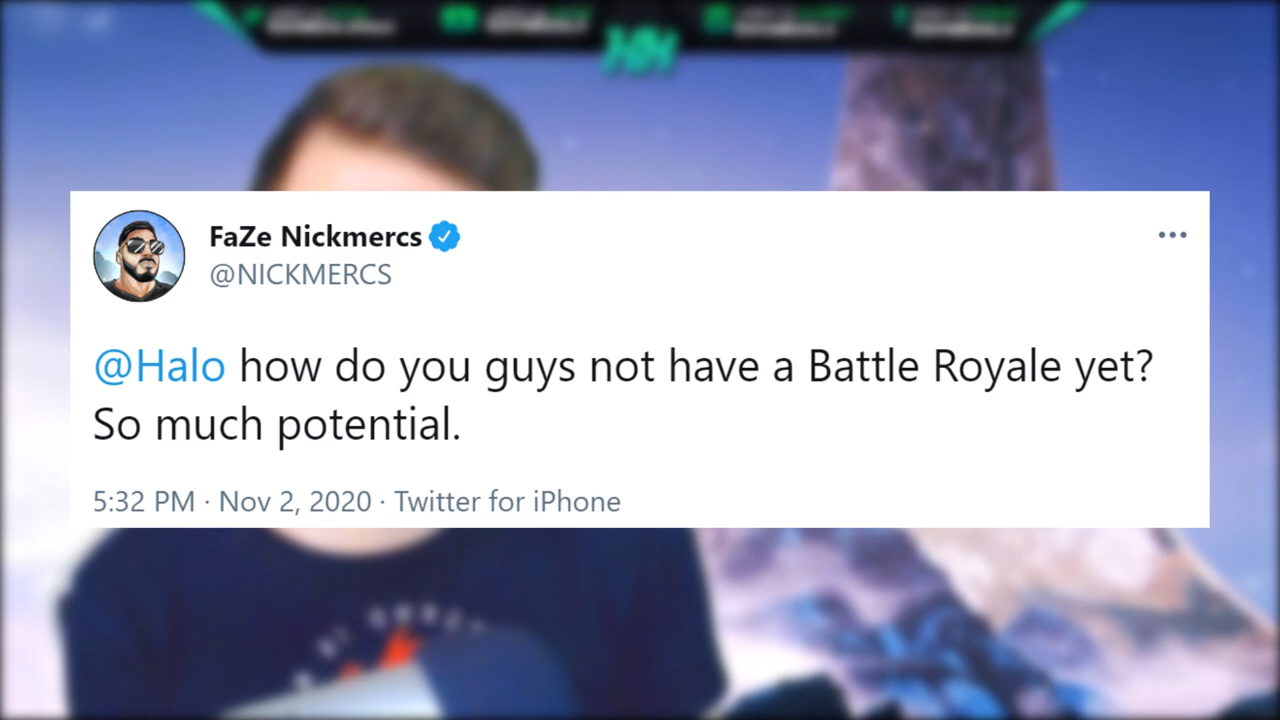 FaZe Nickmercs
@NICKMERCS
@Halo how do you guys not have a Battle Royale yet?
So much potential.
5:32 PM · Nov 2, 2020 · Twitter for iPhone